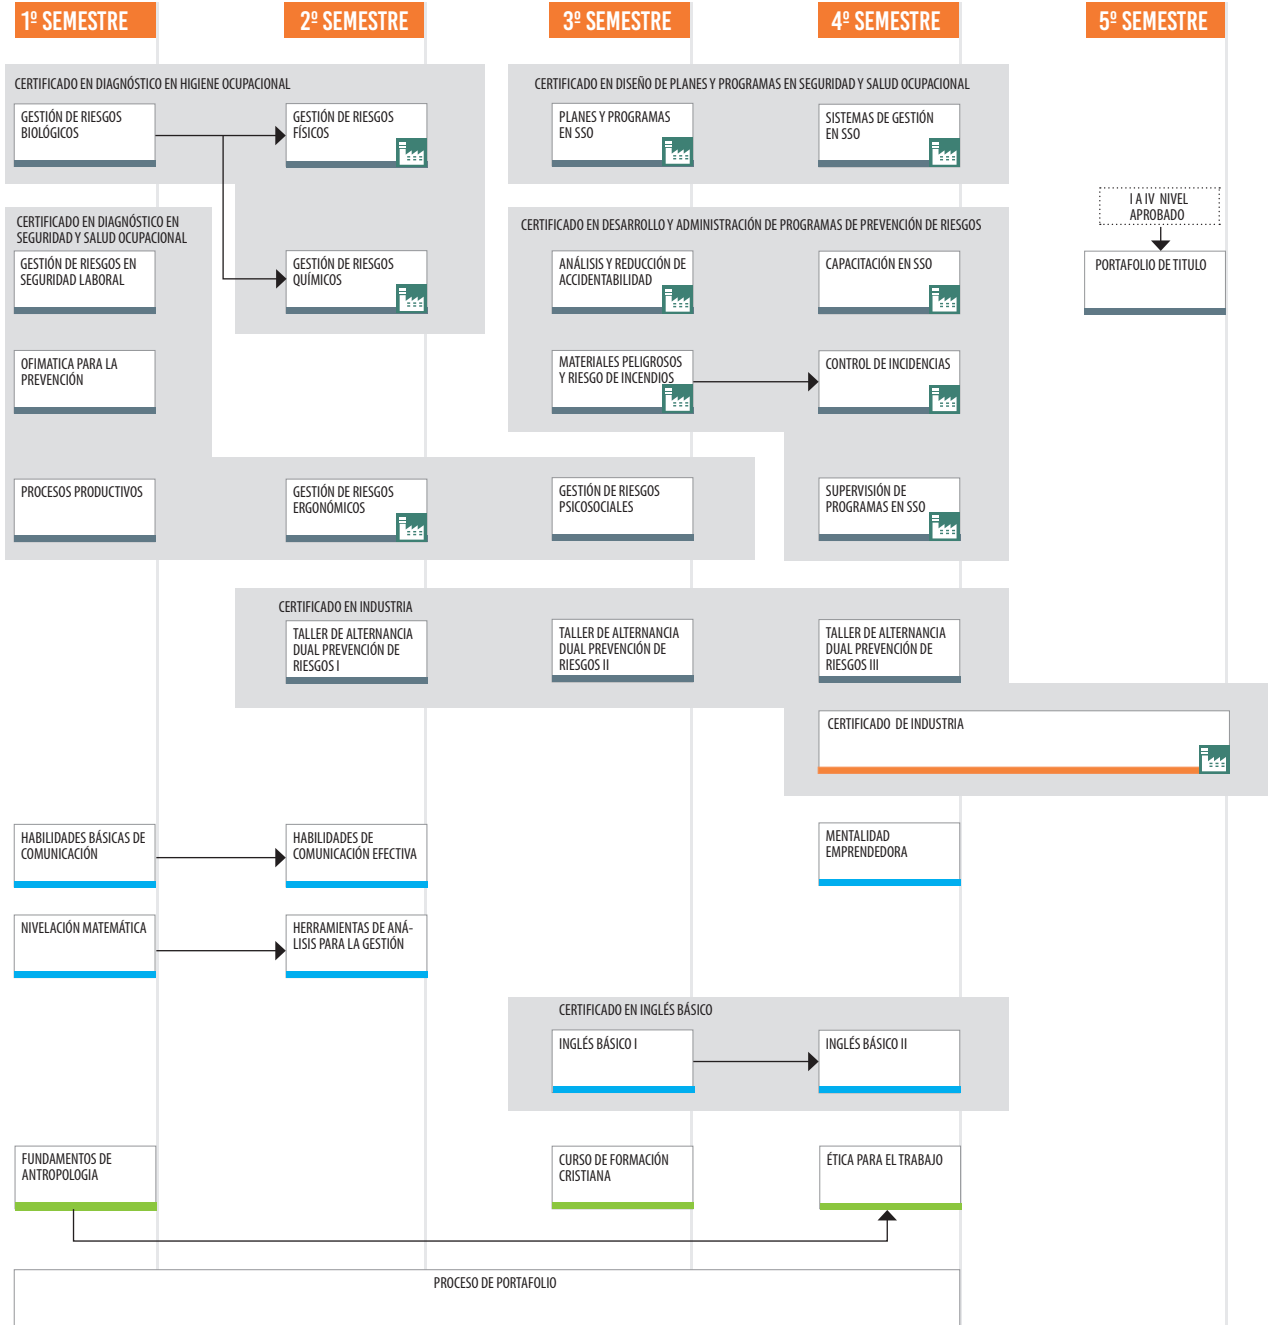 1º SEMESTRE
2º SEMESTRE
3º SEMESTRE
4º SEMESTRE
5º SEMESTRE
CERTIFICADO EN DIAGNÓSTICO EN HIGIENE OCUPACIONAL
GESTIÓN DE RIESGOS
BIOLÓGICOS
GESTIÓN DE RIESGOS
FÍSICOS
CERTIFICADO EN DISEÑO DE PLANES Y PROGRAMAS EN SEGURIDAD Y SALUD OCUPACIONAL
PLANES Y PROGRAMAS
EN SSO
SISTEMAS DE GESTIÓN
EN SSO
I A IV NIVEL
APROBADO
PORTAFOLIO DE TITULO
CERTIFICADO EN DIAGNÓSTICO EN
SEGURIDAD Y SALUD OCUPACIONAL
GESTIÓN DE RIESGOS EN
SEGURIDAD LABORAL
GESTIÓN DE RIESGOS
QUÍMICOS
CERTIFICADO EN DESARROLLO Y ADMINISTRACIÓN DE PROGRAMAS DE PREVENCIÓN DE RIESGOS
ANÁLISIS Y REDUCCIÓN DE
ACCIDENTABILIDAD
CAPACITACIÓN EN SSO
OFIMATICA PARA LA
PREVENCIÓN
MATERIALES PELIGROSOS
Y RIESGO DE INCENDIOS
CONTROL DE INCIDENCIAS
PROCESOS PRODUCTIVOS
GESTIÓN DE RIESGOS
ERGONÓMICOS
GESTIÓN DE RIESGOS
PSICOSOCIALES
SUPERVISIÓN DE
PROGRAMAS EN SSO
CERTIFICADO EN INDUSTRIA
TALLER DE ALTERNANCIA
DUAL PREVENCIÓN DE
RIESGOS I
TALLER DE ALTERNANCIA
DUAL PREVENCIÓN DE
RIESGOS II
TALLER DE ALTERNANCIA
DUAL PREVENCIÓN DE
RIESGOS III
CERTIFICADO DE INDUSTRIA
HABILIDADES BÁSICAS DE
COMUNICACIÓN
HABILIDADES DE
COMUNICACIÓN EFECTIVA
MENTALIDAD
EMPRENDEDORA
NIVELACIÓN MATEMÁTICA
HERRAMIENTAS DE ANÁ-
LISIS PARA LA GESTIÓN
CERTIFICADO EN INGLÉS BÁSICO
INGLÉS BÁSICO I
INGLÉS BÁSICO II
FUNDAMENTOS DE
ANTROPOLOGIA
CURSO DE FORMACIÓN
CRISTIANA
ÉTICA PARA EL TRABAJO
PROCESO DE PORTAFOLIO